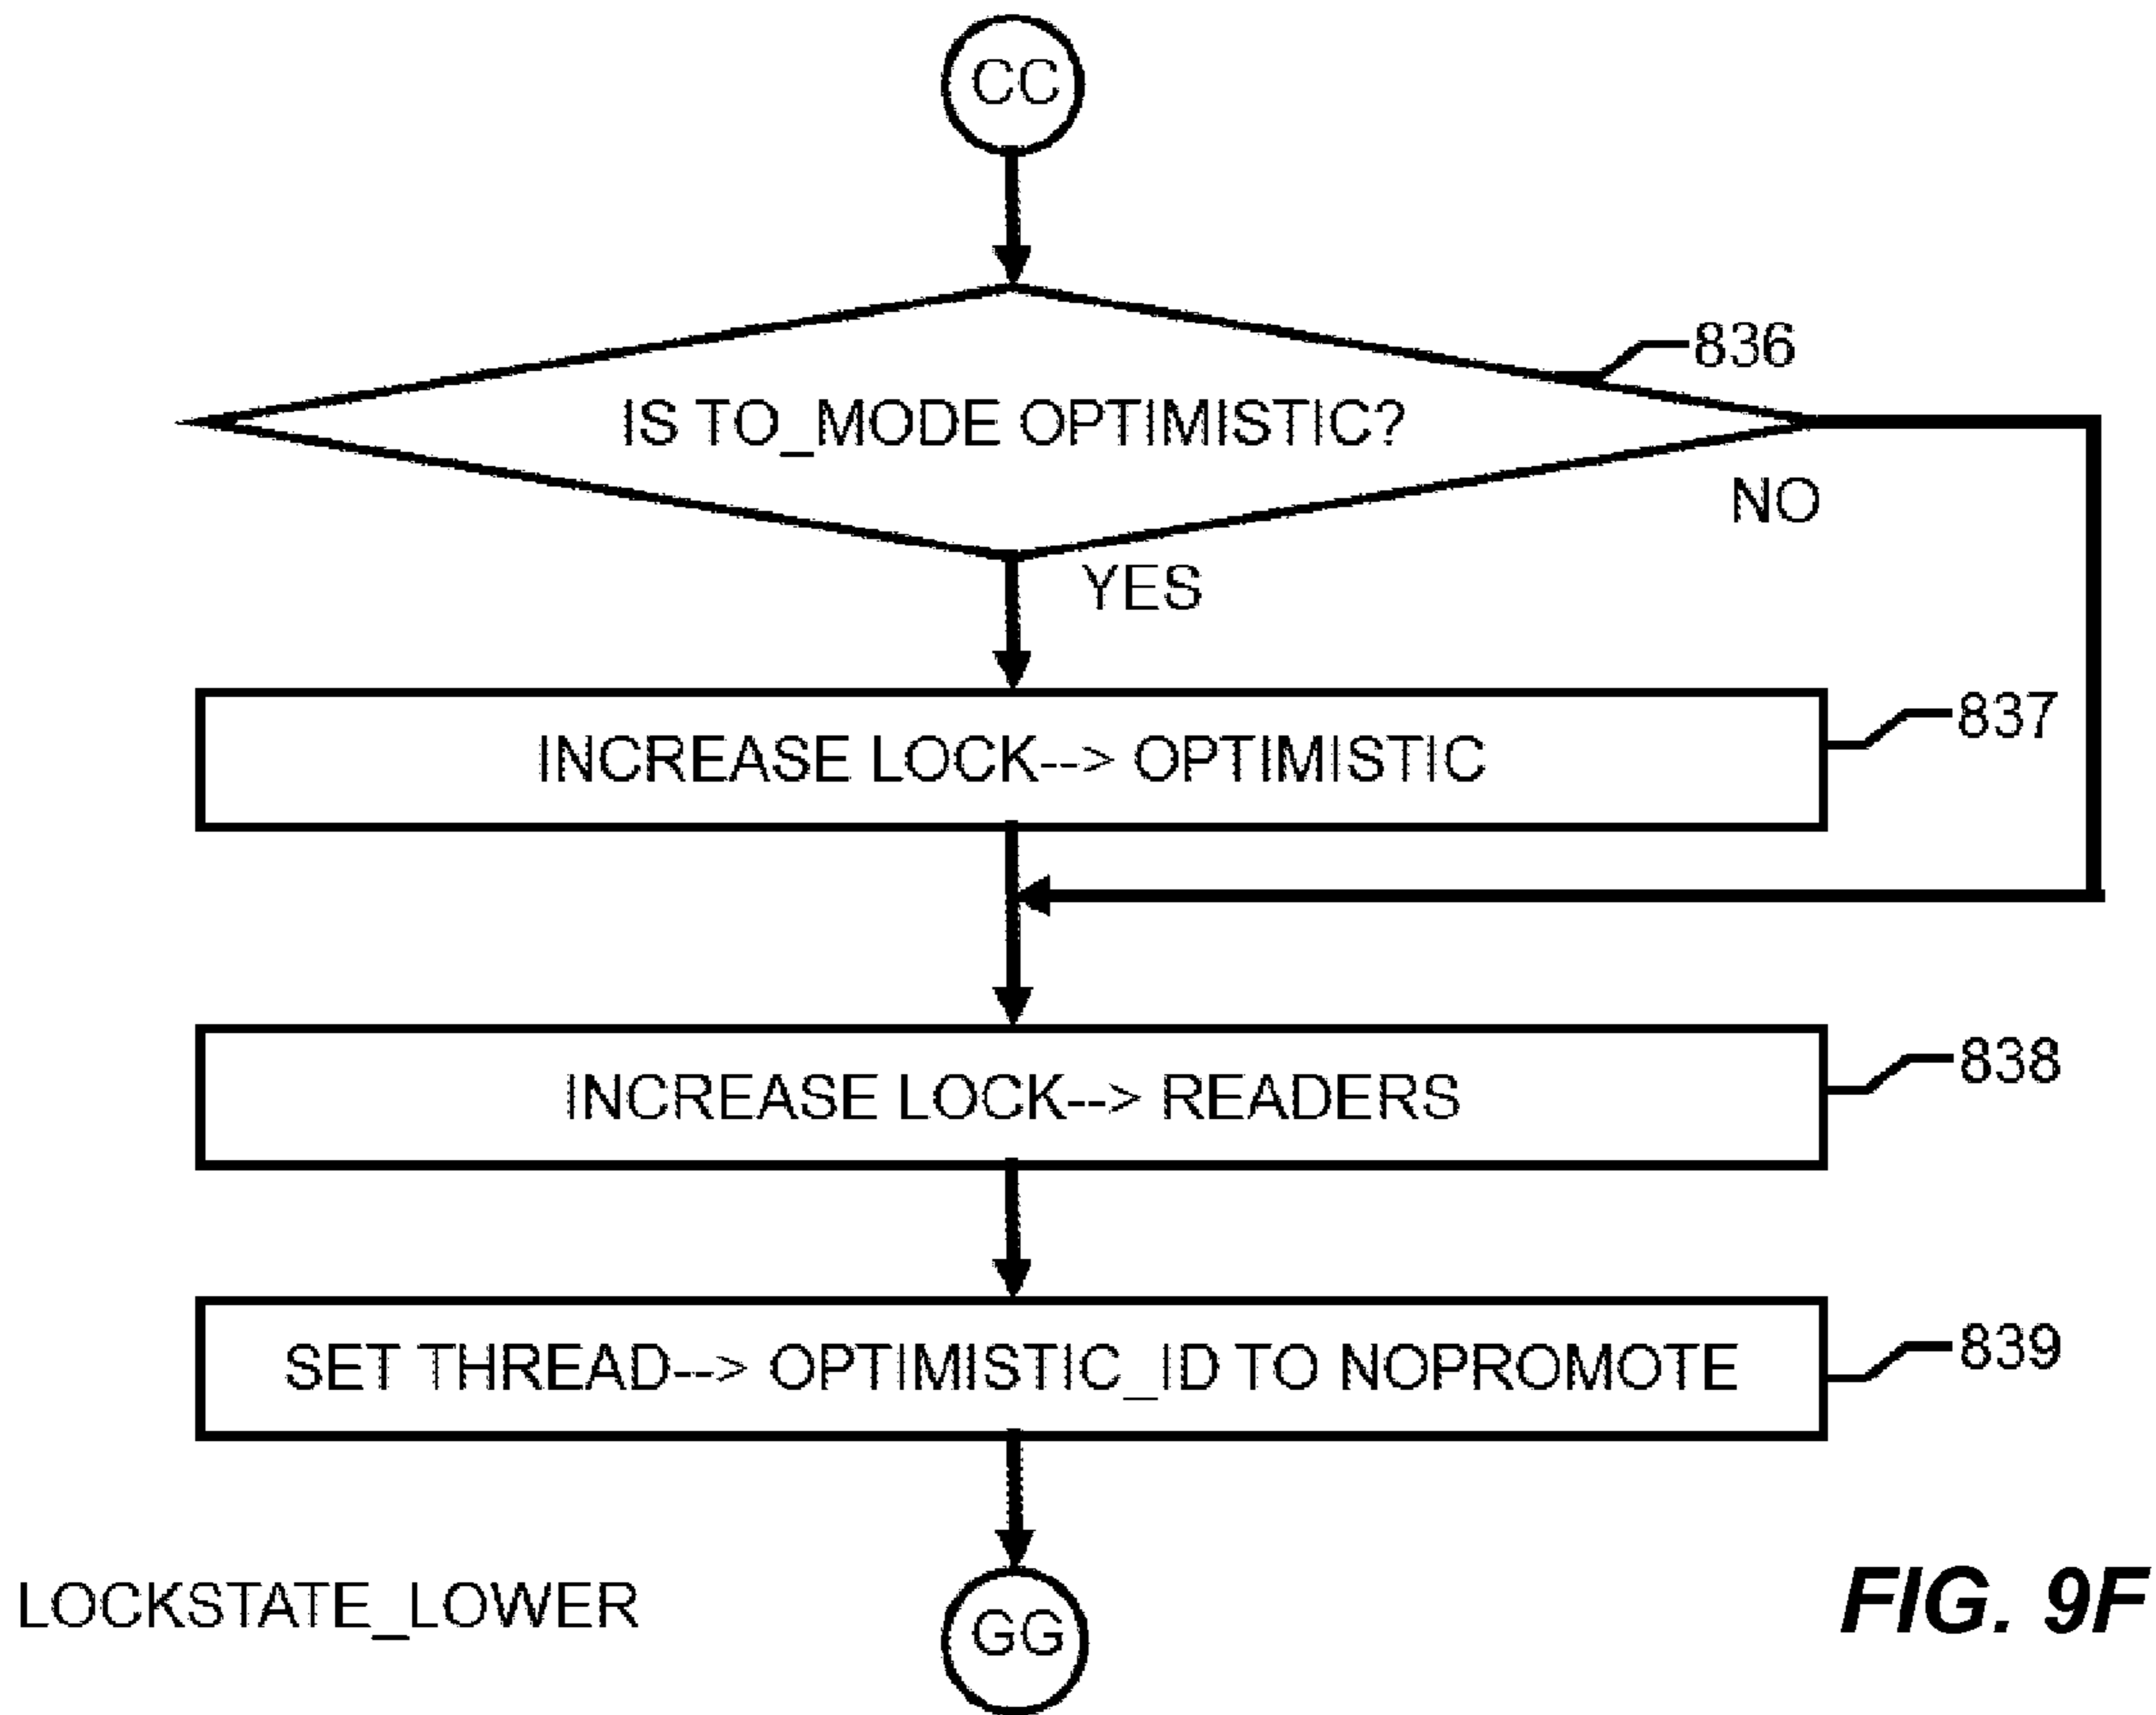 CC
836
IS TO_MODE OPTIMISTIC?
NO
YES
837
INCREASE LOCK--> OPTIMISTIC
838
INCREASE LOCK--> READERS
839
SET THREAD--> OPTIMISTIC_ID TO NOPROMOTE
LOCKSTATE_LOWER
GG
FIG. 9F